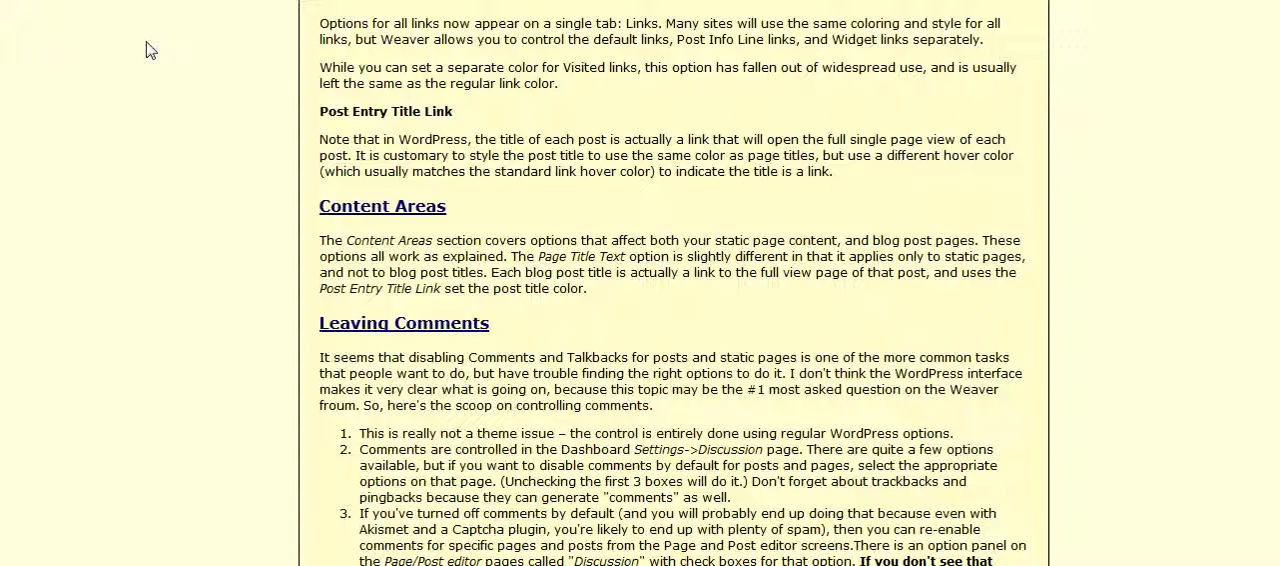 Options for all links now appear on a single tab: Links. Many sites will use the same coloring and style for all
links, but Weaver allows you to control the default links, Post Info Line links, and Widget links separately.
While you can set a separate color for Visited links, this option has fallen out of widespread use, and is usually
left the same as the regular link color.
Post Entry Title Link
Note that in WordPress, the title of each post is actually a link that will open the full single page view of each
post. It is customary to style the post title to use the same color as page titles, but use a different hover color
(which usually matches the standard link hover color) to indicate the title is a link.
Content Areas
The Content Areas section covers options that affect both your static page content, and blog post pages. These
options all work as explained. The Page Title Text option is slightly different in that it applies only to static pages,
and not to blog post titles. Each blog post title is actually a link to the full view page of that post, and uses the
Post Entry Title Link set the post title color.
Leaving Comments
It seems that disabling Comments and Talkbacks for posts and static pages is one of the more common tasks
that people want to do, but have trouble finding the right options to do it. I don't think the WordPress interface
makes it very clear what is going on, because this topic may be the #1 most asked question on the Weaver
froum. So, here's the scoop on controlling comments.
1. This is really not a theme issue – the control is entirely done using regular WordPress options.
2. Comments are controlled in the Dashboard Settings->Discussion page. There are quite a few options
available, but if you want to disable comments by default for posts and pages, select the appropriate
options on that page. (Unchecking the first 3 boxes will do it.) Don't forget about trackbacks and
pingbacks because they can generate "comments" as well.
3. If you've turned off comments by default (and you will probably end up doing that because even with
Akismet and a Captcha plugin, you're likely to end up with plenty of spam), then you can re-enable
comments for specific pages and posts from the Page and Post editor screens.There is an option panel on
the Page/Post editor pages called "Discussion" with check boxes for that option. If you don't see that